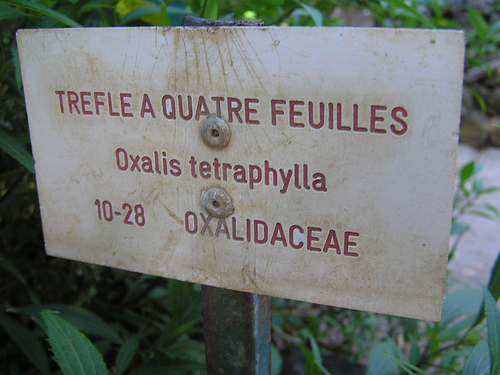 TREFLE A QUATRE FEUILLES
Oxalis tetraphylla
10-28 OXALIDACEAE